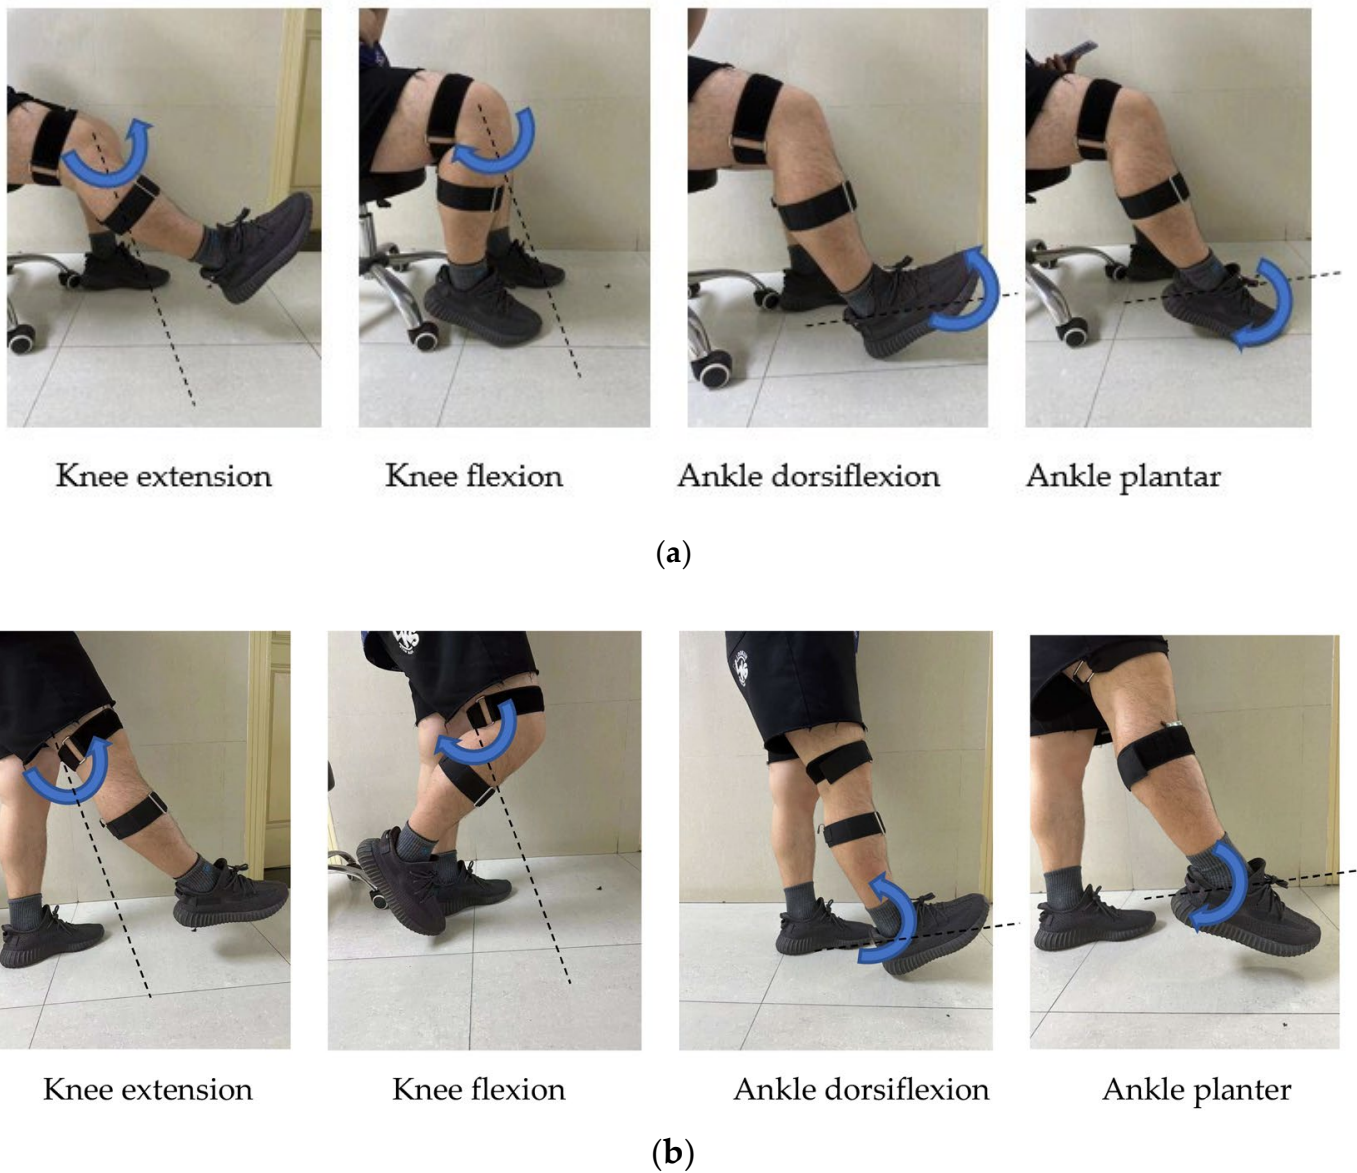 Knee extension
Knee flexion
Ankle dorsiflexion
Ankle plantar
(a)
Knee extension
Knee flexion
Ankle dorsiflexion
Ankle planter
(b)